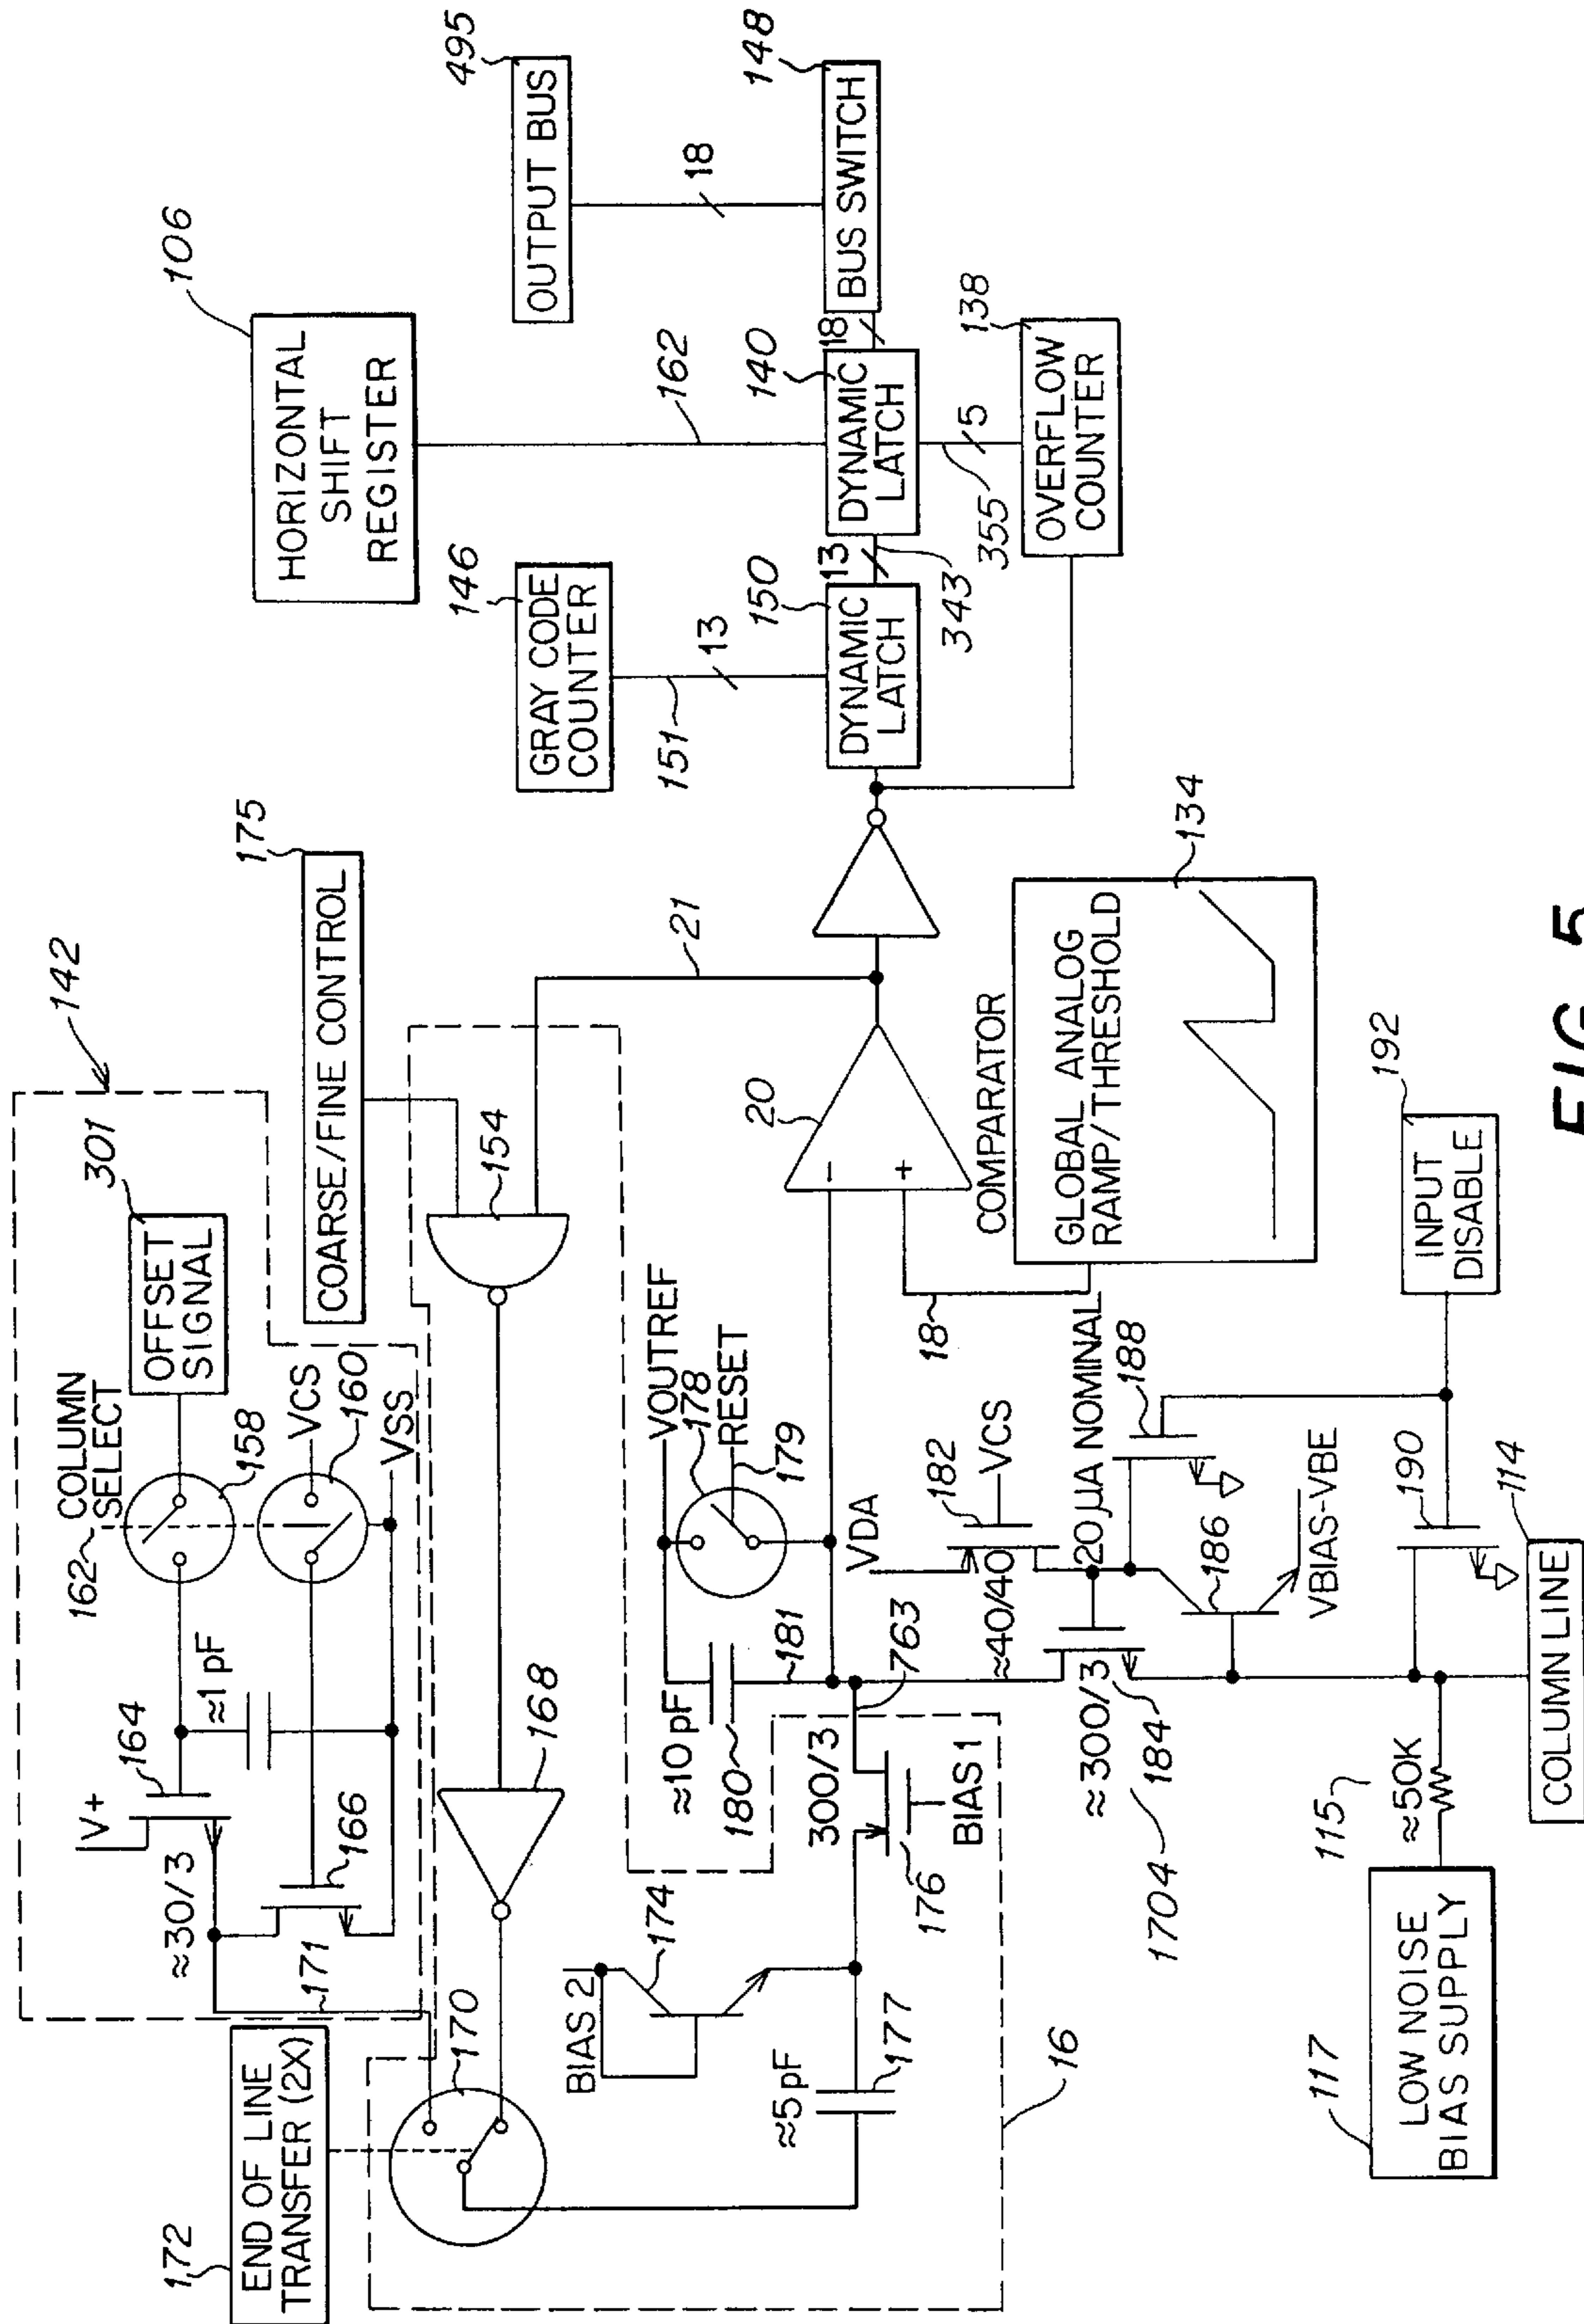 495
OUTPUT BUS
18
148
BUS SWITCH
106
HORIZONTAL
SHIFT
REGISTER
162
18
140
DYNAMIC
LATCH
355
5
138
OVERFLOW
COUNTER
146
GRAY CODE
COUNTER
151
13
150
13
DYNAMIC
LATCH
343
175
COARSE/FINE CONTROL
142
21
134
154
20
−
+
COMPARATOR
GLOBAL ANALOG
RAMP/THRESHOLD
18
301
OFFSET
SIGNAL
COLUMN
SELECT
162
158
VCS
160
VSS
164
≈1 pF
V+
≈30/3
166
171
168
VOUTREF
178
RESET
179
≈10 pF
180
181
VDA
182
VCS
≈40/40
20 μA NOMINAL
763
188
192
INPUT
DISABLE
186
VBIAS-VBE
190
114
COLUMN LINE
≈300/3
184
1704
300/3
BIAS 1
176
174
BIAS 2
≈5 pF
177
170
172
END OF LINE
TRANSFER (2X)
16
115
≈50K
117
LOW NOISE
BIAS SUPPLY
FIG. 5